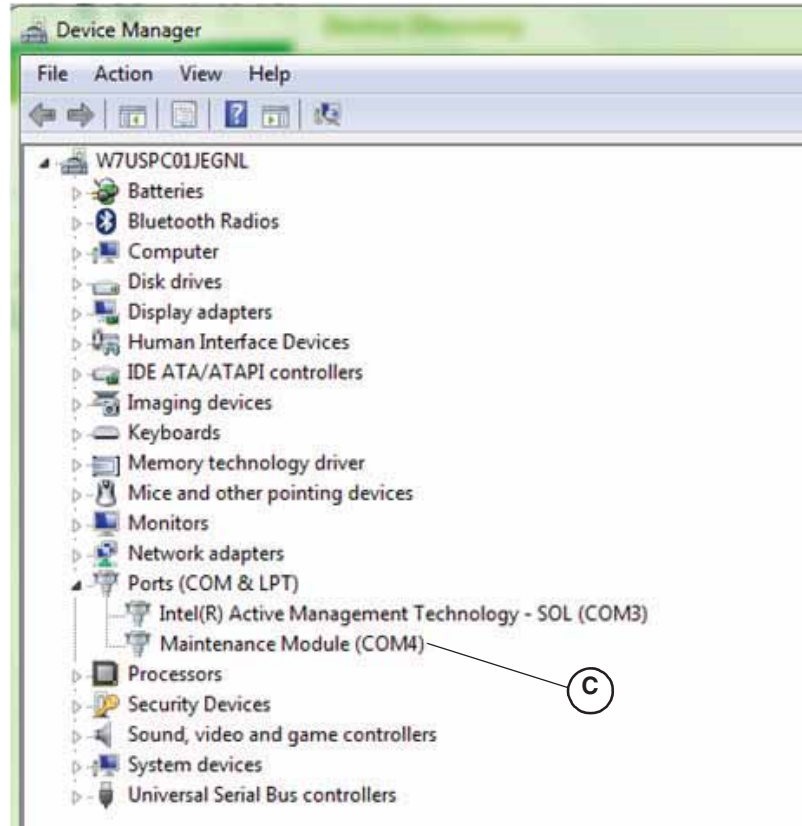 Device Manager
File Action View Help
W7USPC01JEGNL
Batteries
Bluetooth Radios
Computer
Disk drives
Display adapters
Human Interface Devices
IDE ATA/ATAPI controllers
Imaging devices
Keyboards
Memory technology driver
Mice and other pointing devices
Monitors
Network adapters
Ports (COM & LPT)
Intel(R) Active Management Technology - SOL (COM3)
Maintenance Module (COM4)
C
Processors
Security Devices
Sound, video and game controllers
System devices
Universal Serial Bus controllers